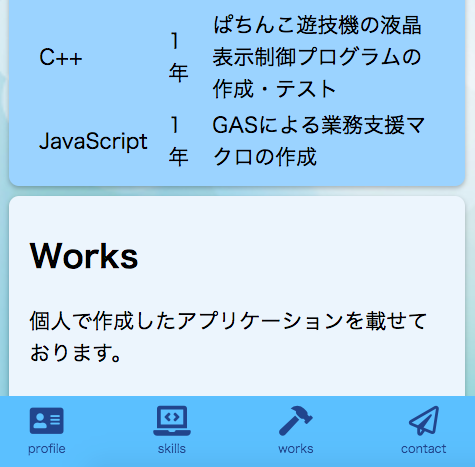 ぱちんこ遊技機の液晶
C++ 1 表示制御プログラムの
年 作成・テスト
JavaScript 1 GASによる業務支援マ
年 クロの作成
Works
個人で作成したアプリケーションを載せて
おります。
profile skills works contact